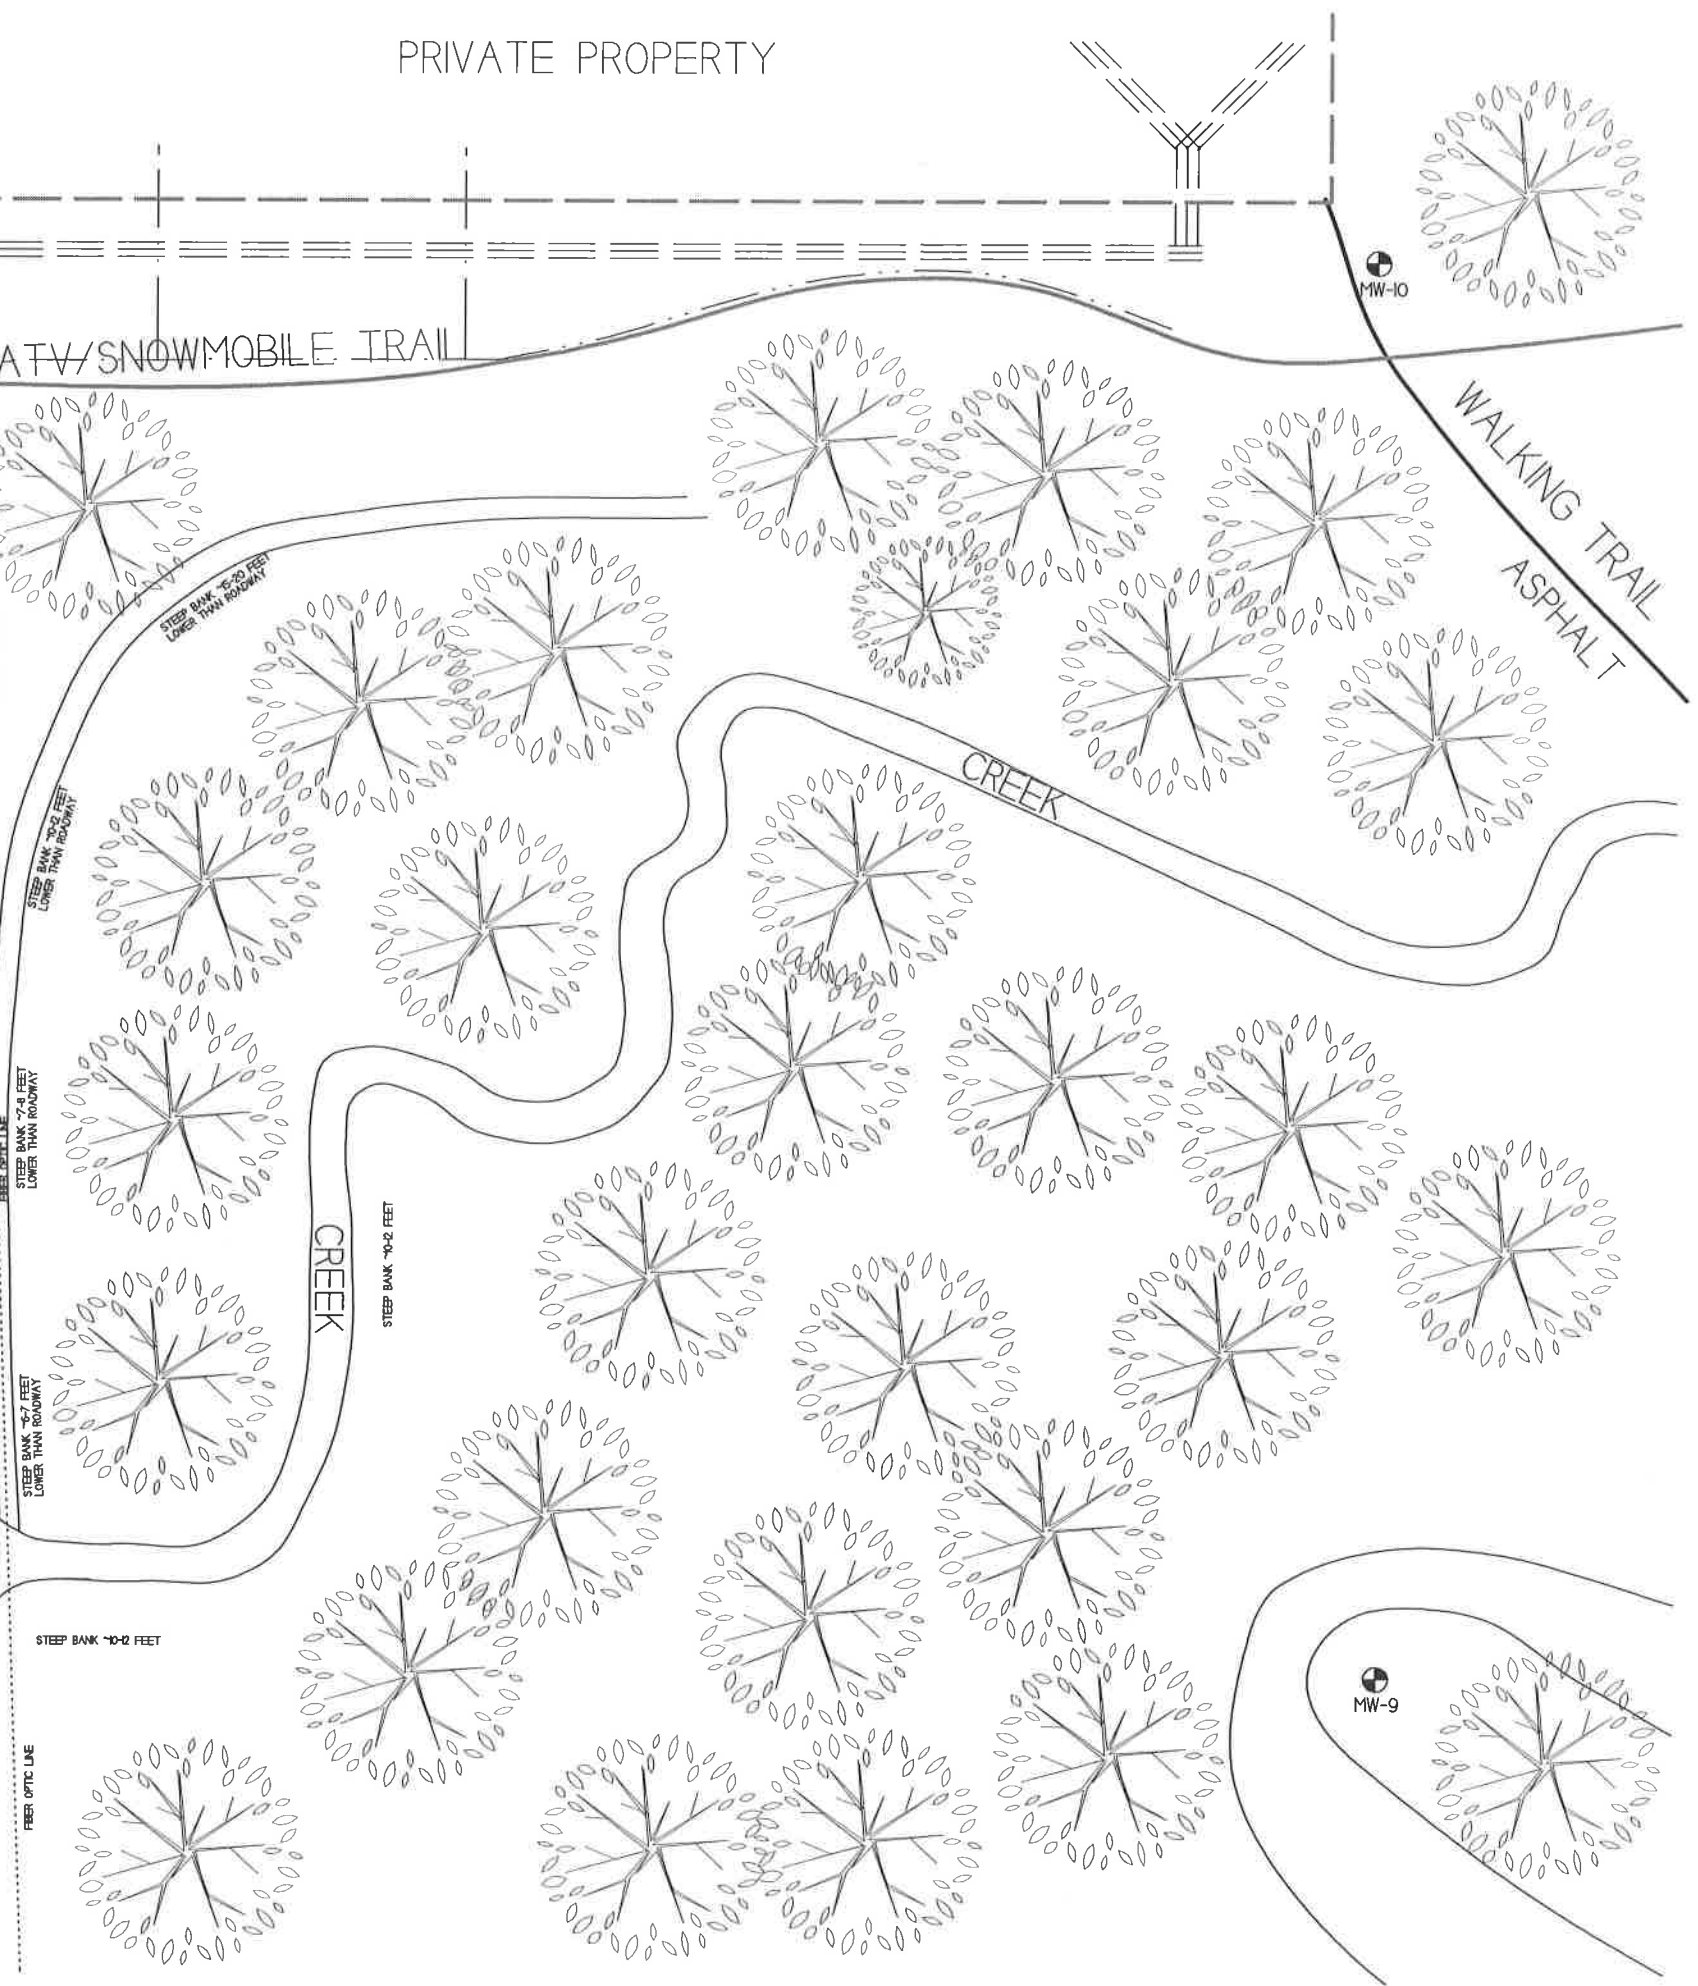 PRIVATE PROPERTY
MW-10
ATV/SNOWMOBILE TRAIL
WALKING TRAIL
ASPHALT
STEEP BANK ~15-20 FEET
LOWER THAN ROADWAY
CREEK
STEEP BANK ~10-12 FEET
LOWER THAN ROADWAY
FIBER OPTIC LINE
STEEP BANK ~7-8 FEET
LOWER THAN ROADWAY
CREEK
STEEP BANK ~10-12 FEET
STEEP BANK ~6-7 FEET
LOWER THAN ROADWAY
STEEP BANK ~10-12 FEET
MW-9
FIBER OPTIC LINE